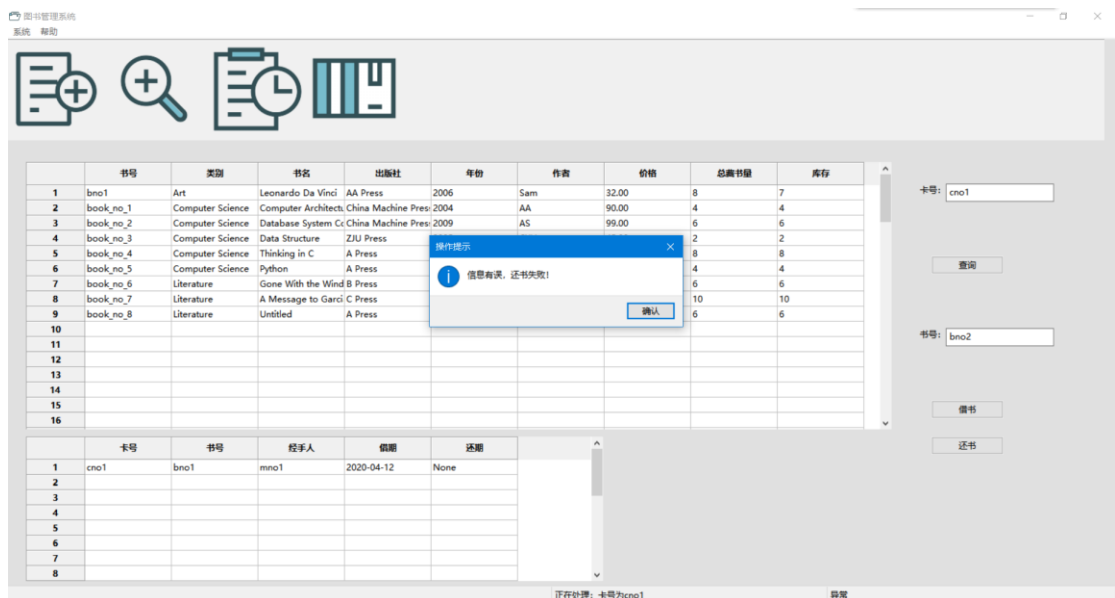 图书管理系统
系统 帮助
书号 类别 书名 出版社 年份 作者 价格 总藏书量 库存
1 bno1 Art Leonardo Da Vinci AA Press 2006 Sam 32.00 8 7
2 book_no_1 Computer Science Computer Architectu China Machine Pres 2004 AA 90.00 4 4
3 book_no_2 Computer Science Database System Cc China Machine Pres 2009 AS 99.00 6 6
4 book_no_3 Computer Science Data Structure ZJU Press 2 2
5 book_no_4 Computer Science Thinking in C A Press 8 8
6 book_no_5 Computer Science Python A Press 4 4
7 book_no_6 Literature Gone With the Wind B Press 6 6
8 book_no_7 Literature A Message to Garci C Press 10 10
9 book_no_8 Literature Untitled A Press 6 6
10
11
12
13
14
15
16
操作提示
信息有误，还书失败！
确认
卡号： cno1
查询
书号： bno2
借书
还书
卡号 书号 经手人 借期 还期
1 cno1 bno1 mno1 2020-04-12 None
2
3
4
5
6
7
8
正在处理：卡号为cno1 异常